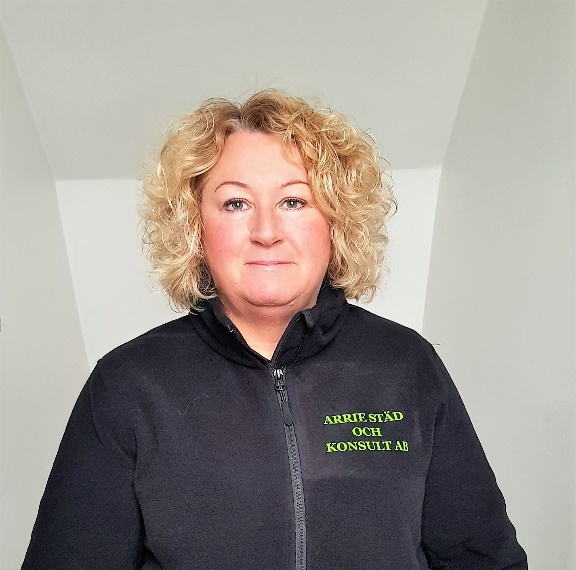 ARRIE STÄD
OCH
KONSULT AB